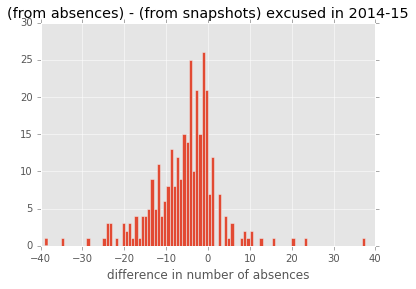 (from absences) - (from snapshots) excused in 2014-15
30
25
20
15
10
5
0
−40 −30 −20 −10 0 10 20 30 40
difference in number of absences